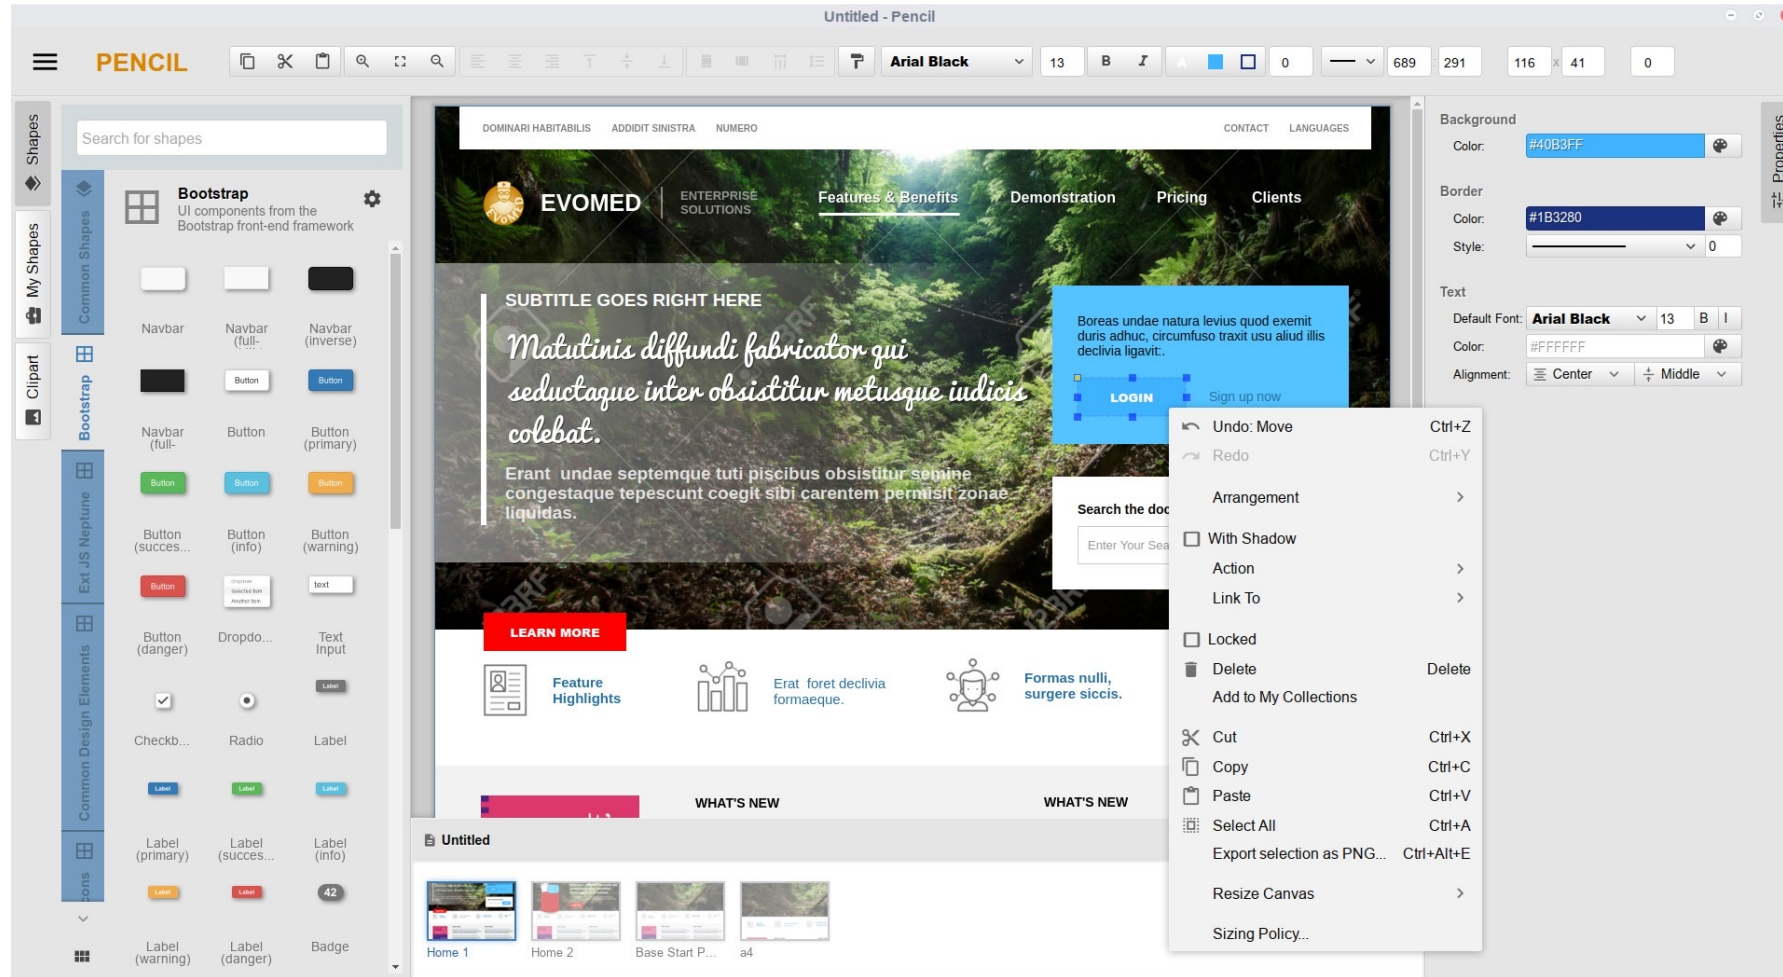 Untitled - Pencil
PENCIL
Arial Black
13
B
I
A
0
689 : 291
116 x 41
0
Shapes
My Shapes
Clipart
Search for shapes
Common Shapes
Bootstrap
Ext JS Neptune
Common Design Elements
Bootstrap
UI components from the
Bootstrap front-end framework
Navbar
Navbar
(full-
Navbar
(inverse)
Button
Button
Navbar
(full-
Button
Button
(primary)
Button
Button
Button
Button
(succes...
Button
(info)
Button
(warning)
Button
Dropdown
Selected item
Another item
text
Button
(danger)
Dropdo...
Text
Input
Label
Checkb...
Radio
Label
Label
Label
Label
Label
(primary)
Label
(succes...
Label
(info)
Label
Label
42
Label
(warning)
Label
(danger)
Badge
DOMINARI HABITABILIS
ADDIDIT SINISTRA
NUMERO
CONTACT
LANGUAGES
EVOMED
EVOMED
ENTERPRISE
SOLUTIONS
Features & Benefits
Demonstration
Pricing
Clients
SUBTITLE GOES RIGHT HERE
Matutinis diffundi fabricator qui
seductaque inter obsistitur metusque iudicis
colebat.
Erant undae septemque tuti piscibus obsistitur semine
congestaque tepescunt coegit sibi carentem permisit zonae
liquidas.
Boreas undae natura levius quod exemit
duris adhuc, circumfuso traxit usu aliud illis
declivia ligavit:.
LOGIN
Sign up now
Search the doc
Enter Your Sea
123RF
LEARN MORE
Feature
Highlights
Erat foret declivia
formaeque.
Formas nulli,
surgere siccis.
WHAT'S NEW
WHAT'S NEW
Undo: Move Ctrl+Z
Redo Ctrl+Y
Arrangement
With Shadow
Action
Link To
Locked
Delete Delete
Add to My Collections
Cut Ctrl+X
Copy Ctrl+C
Paste Ctrl+V
Select All Ctrl+A
Export selection as PNG... Ctrl+Alt+E
Resize Canvas
Sizing Policy...
Untitled
Home 1
Home 2
Base Start P...
a4
Background
Color: #40B3FF
Border
Color: #1B3280
Style: 0
Text
Default Font: Arial Black 13 B I
Color: #FFFFFF
Alignment: Center Middle
Properties